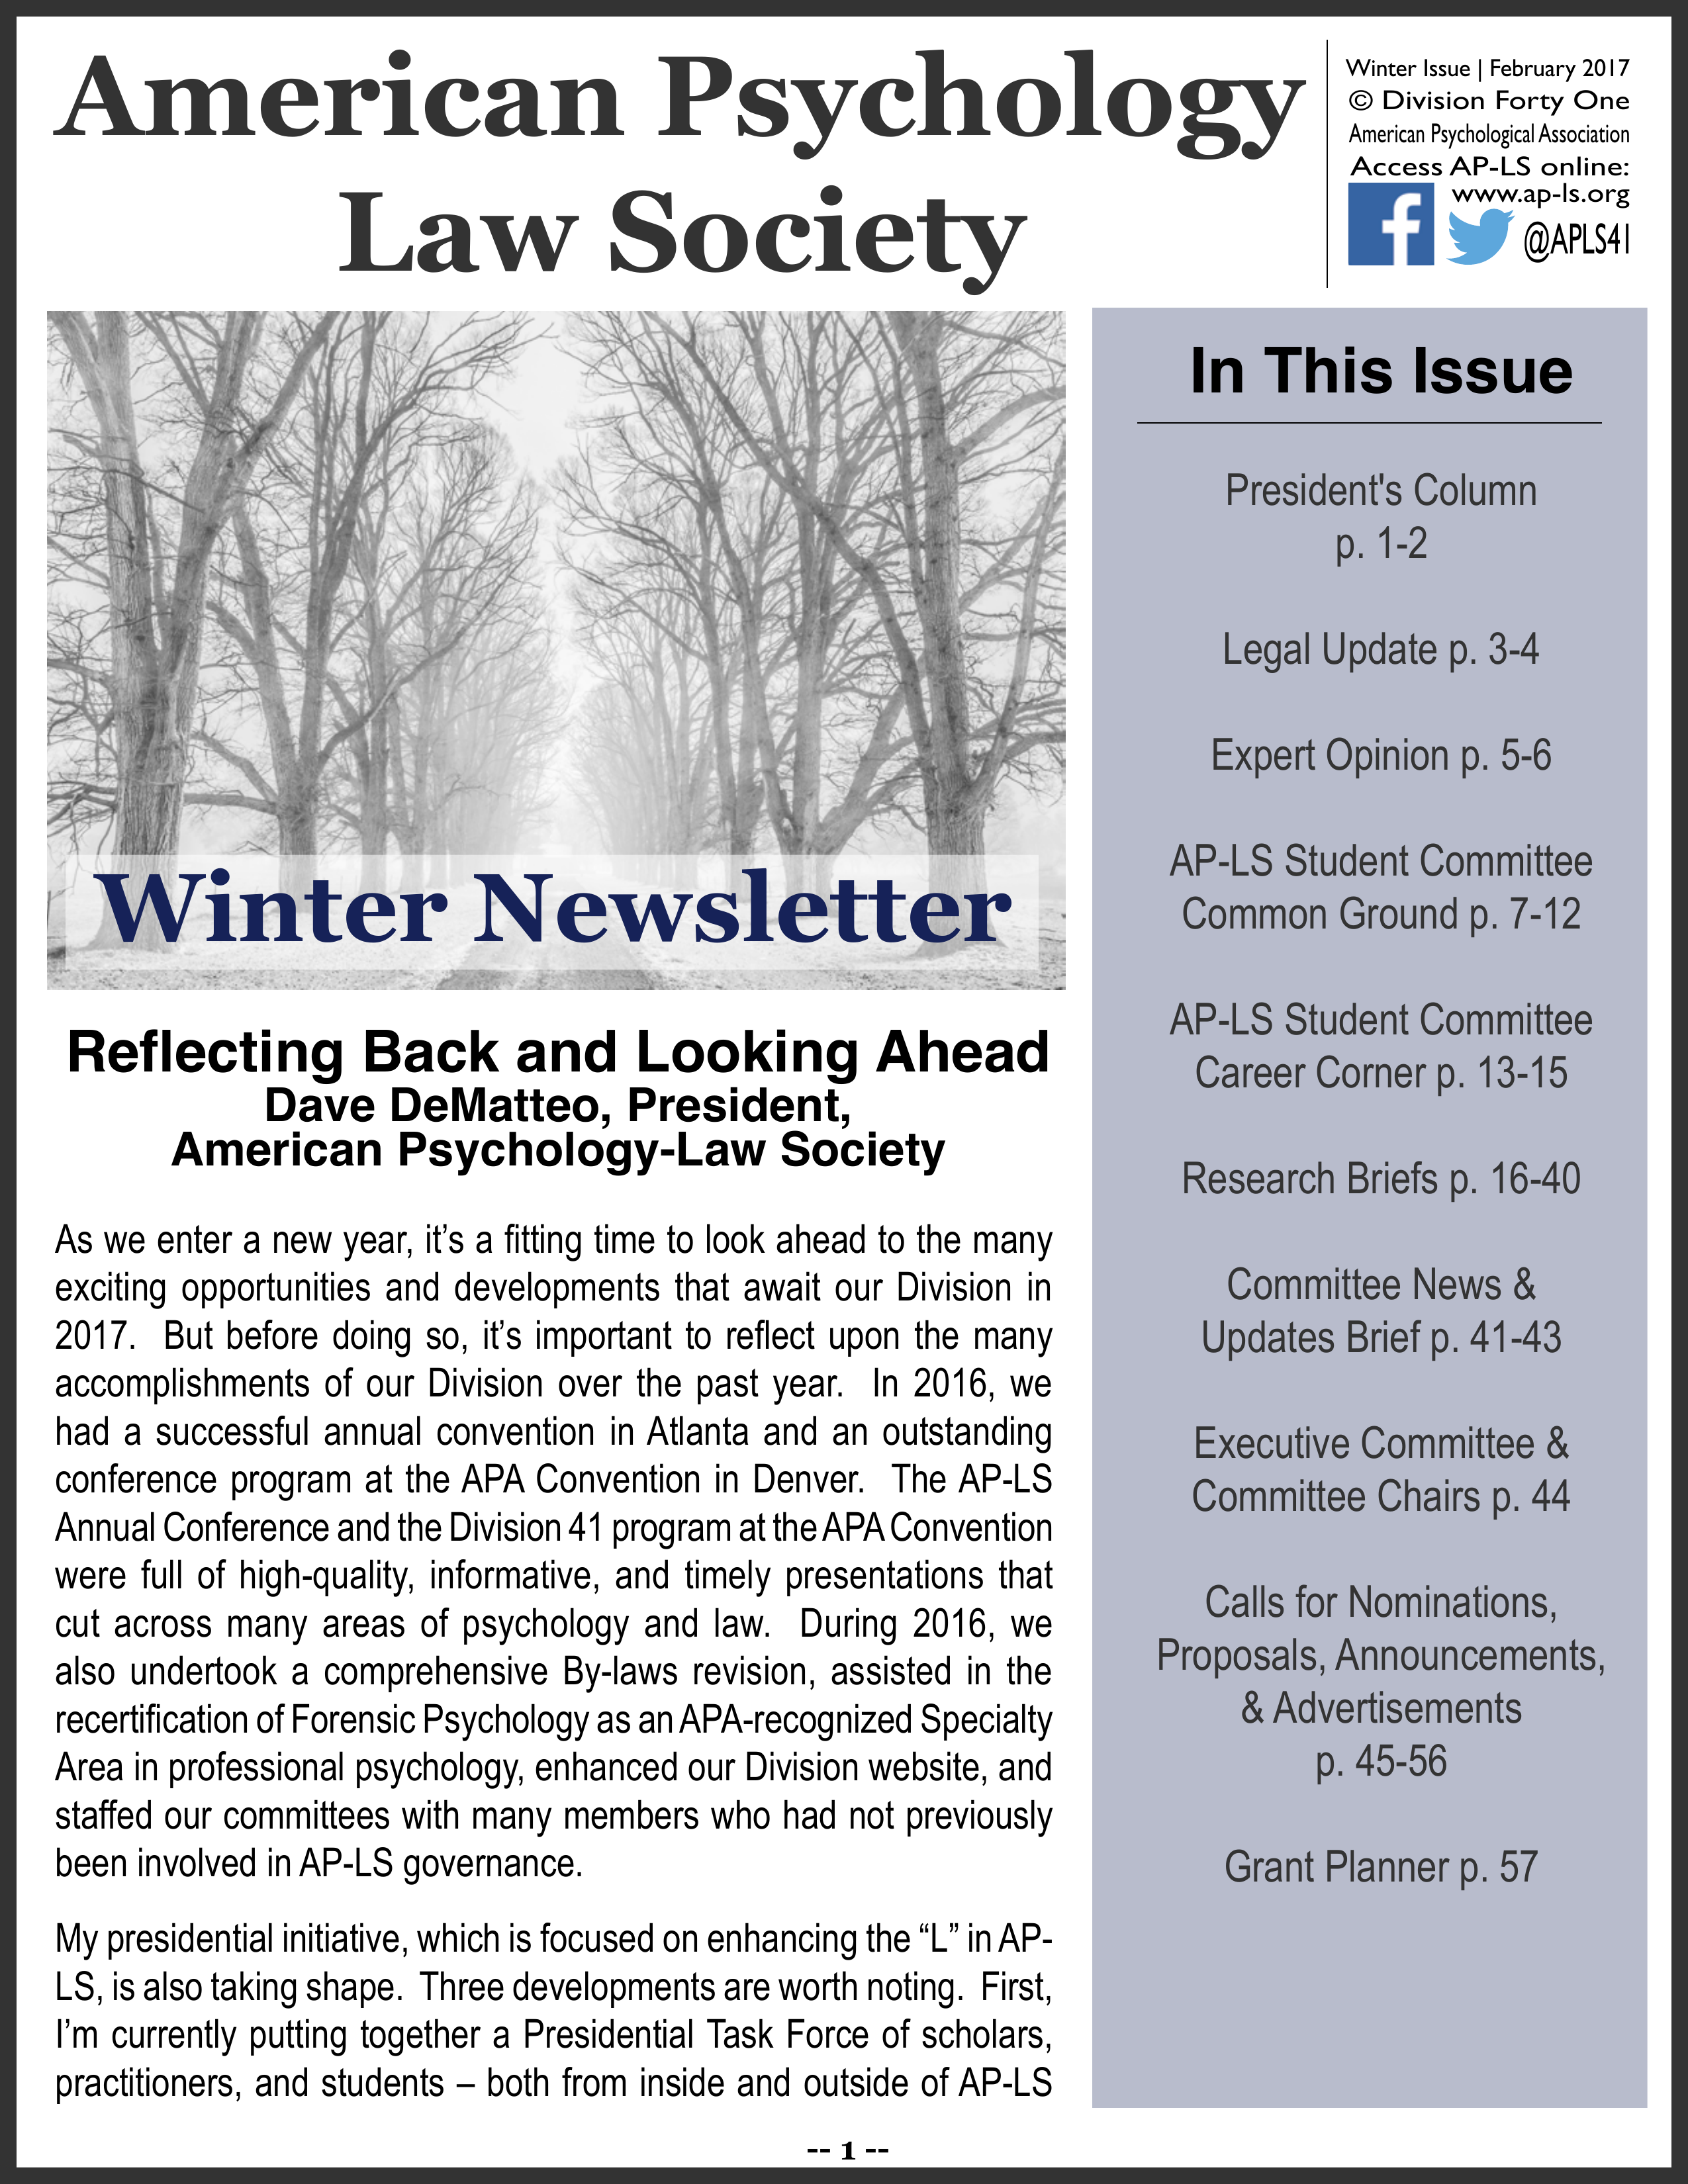 American Psychology
Law Society
Winter Issue | February 2017
© Division Forty One
American Psychological Association
Access AP-LS online:
www.ap-ls.org
f
@APLS41
Winter Newsletter
Reflecting Back and Looking Ahead
Dave DeMatteo, President,
American Psychology-Law Society
As we enter a new year, it’s a fitting time to look ahead to the many
exciting opportunities and developments that await our Division in
2017.  But before doing so, it’s important to reflect upon the many
accomplishments of our Division over the past year.  In 2016, we
had a successful annual convention in Atlanta and an outstanding
conference program at the APA Convention in Denver.  The AP-LS
Annual Conference and the Division 41 program at the APA Convention
were full of high-quality, informative, and timely presentations that
cut across many areas of psychology and law.  During 2016, we
also undertook a comprehensive By-laws revision, assisted in the
recertification of Forensic Psychology as an APA-recognized Specialty
Area in professional psychology, enhanced our Division website, and
staffed our committees with many members who had not previously
been involved in AP-LS governance.
My presidential initiative, which is focused on enhancing the “L” in AP-
LS, is also taking shape.  Three developments are worth noting.  First,
I’m currently putting together a Presidential Task Force of scholars,
practitioners, and students – both from inside and outside of AP-LS
In This Issue
President's Column
p. 1-2
Legal Update p. 3-4
Expert Opinion p. 5-6
AP-LS Student Committee
Common Ground p. 7-12
AP-LS Student Committee
Career Corner p. 13-15
Research Briefs p. 16-40
Committee News &
Updates Brief p. 41-43
Executive Committee &
Committee Chairs p. 44
Calls for Nominations,
Proposals, Announcements,
& Advertisements
p. 45-56
Grant Planner p. 57
-- 1 --